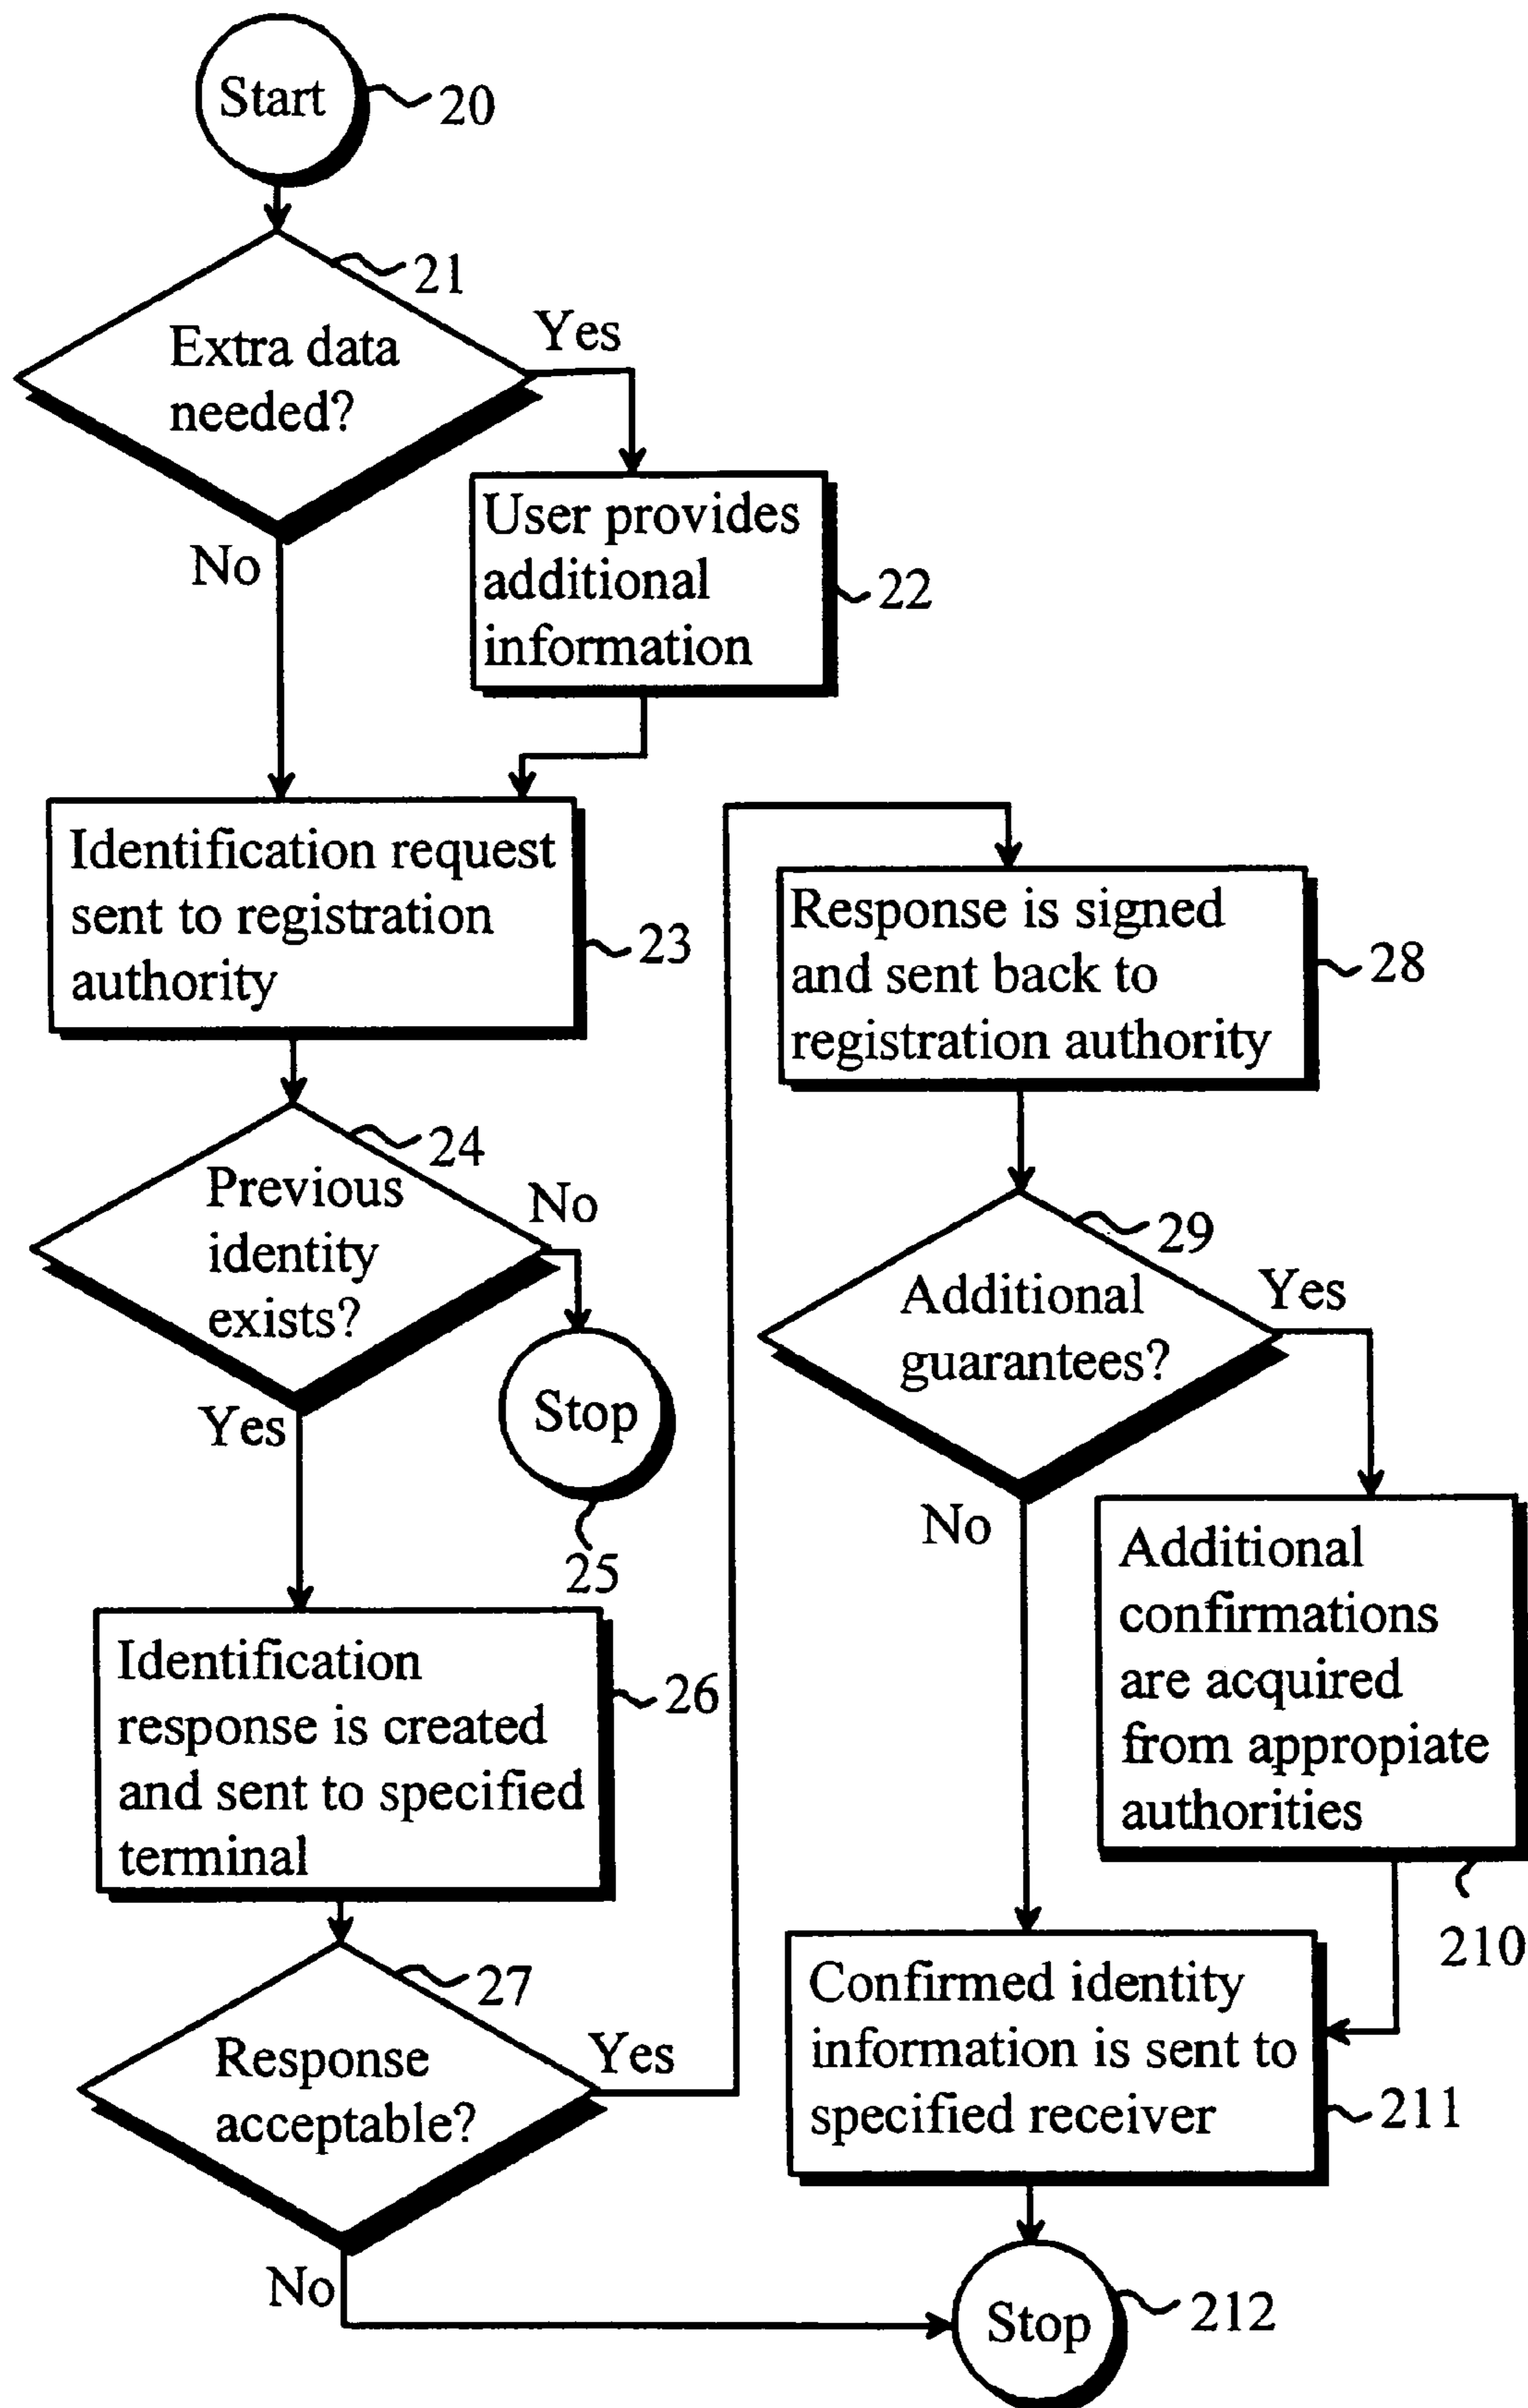 Start
20
21
Extra data
needed?
Yes
No
User provides
additional
information
22
Identification request
sent to registration
authority
23
24
Previous
identity
exists?
No
Yes
Stop
25
Identification
response is created
and sent to specified
terminal
26
27
Response
acceptable?
Yes
No
Response is signed
and sent back to
registration authority
28
29
Additional
guarantees?
Yes
No
Additional
confirmations
are acquired
from appropiate
authorities
210
Confirmed identity
information is sent to
specified receiver
211
Stop
212